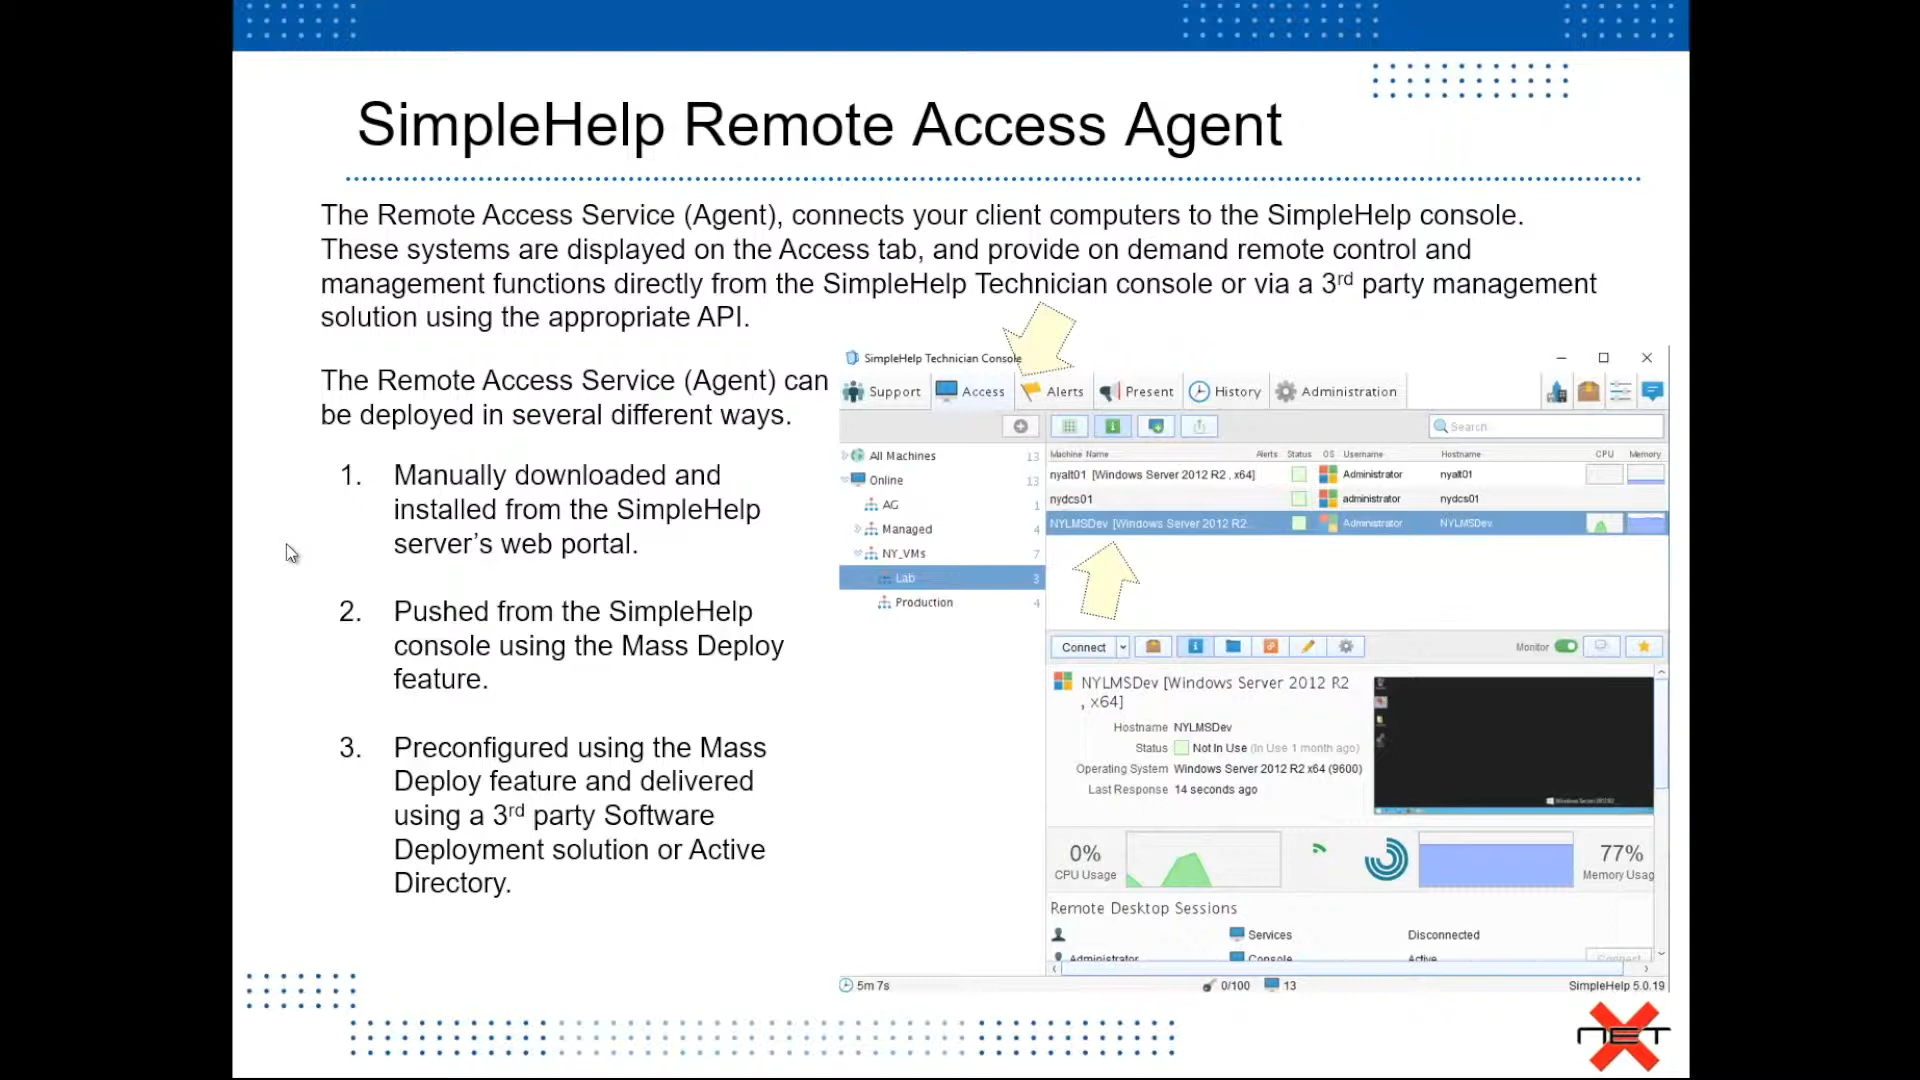 SimpleHelp Remote Access Agent
The Remote Access Service (Agent), connects your client computers to the SimpleHelp console.
These systems are displayed on the Access tab, and provide on demand remote control and
management functions directly from the SimpleHelp Technician console or via a 3rd party management
solution using the appropriate API.
The Remote Access Service (Agent) can
be deployed in several different ways.
1. Manually downloaded and
installed from the SimpleHelp
server’s web portal.
2. Pushed from the SimpleHelp
console using the Mass Deploy
feature.
3. Preconfigured using the Mass
Deploy feature and delivered
using a 3rd party Software
Deployment solution or Active
Directory.
SimpleHelp Technician Console
Support Access Alerts Present History Administration
Search
All Machines 13
Online 13
AG 1
Managed 4
NY_VMs 7
Lab 3
Production 4
Machine Name Alerts Status OS Username Hostname CPU Memory
nyalt01 [Windows Server 2012 R2 , x64] Administrator nyalt01
nydcs01 administrator nydcs01
NYLMSDev [Windows Server 2012 R2... Administrator NYLMSDev
Connect Monitor
NYLMSDev [Windows Server 2012 R2
, x64]
Hostname NYLMSDev
Status Not In Use (In Use 1 month ago)
Operating System Windows Server 2012 R2 x64 (9600)
Last Response 14 seconds ago
0% 77%
CPU Usage Memory Usag
Remote Desktop Sessions
Services Disconnected
Administrator Console Active Connect
5m 7s 0/100 13 SimpleHelp 5.0.19
NET